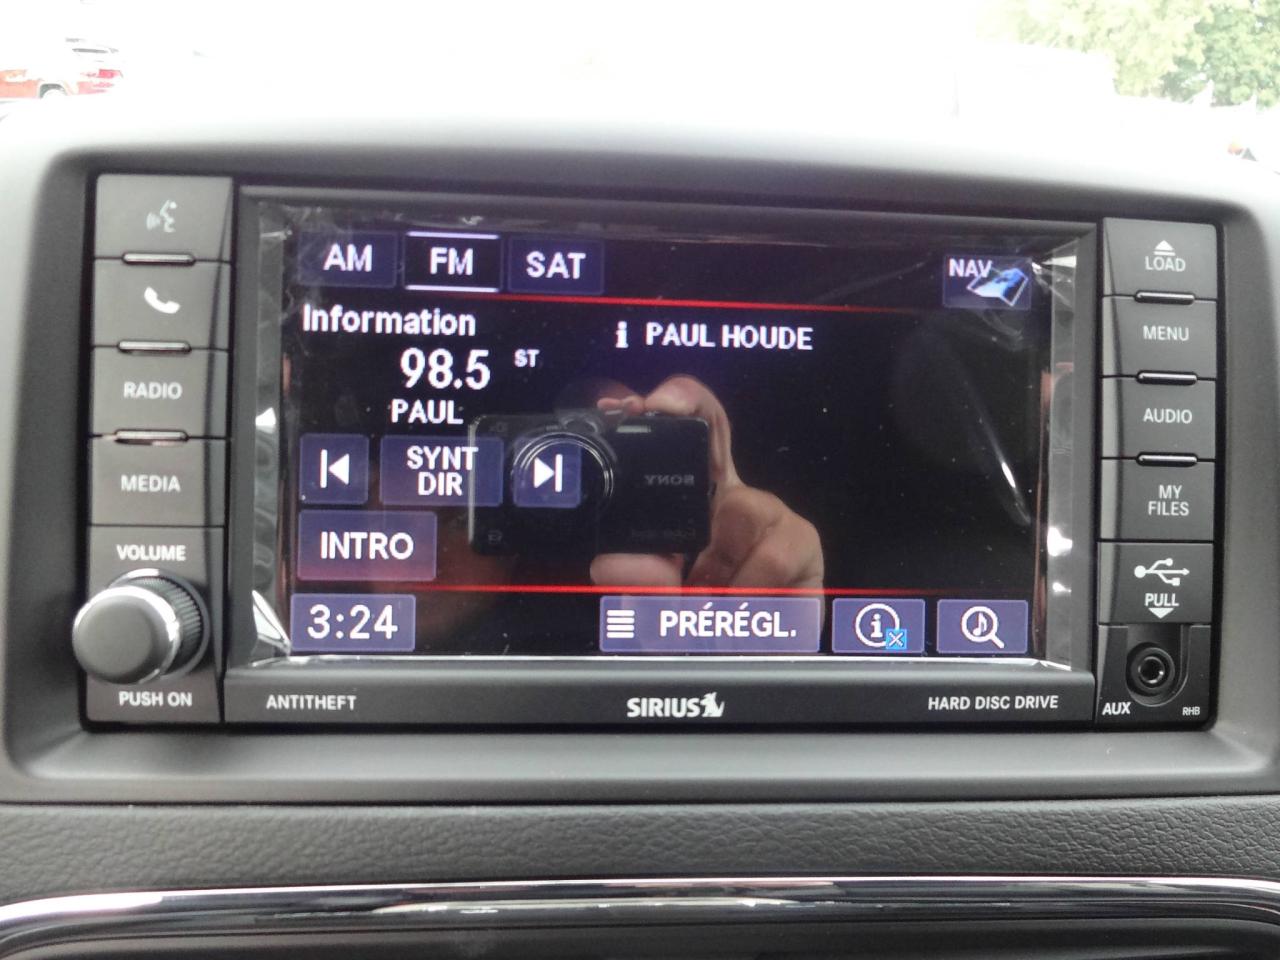 AM
FM
SAT
NAV
Information
i PAUL HOUDE
98.5 ST
PAUL
SYNT
DIR
INTRO
3:24
PRÉRÉGL.
RADIO
MEDIA
VOLUME
PUSH ON
LOAD
MENU
AUDIO
MY
FILES
PULL
AUX
RHB
ANTITHEFT
SIRIUS
HARD DISC DRIVE
SONY